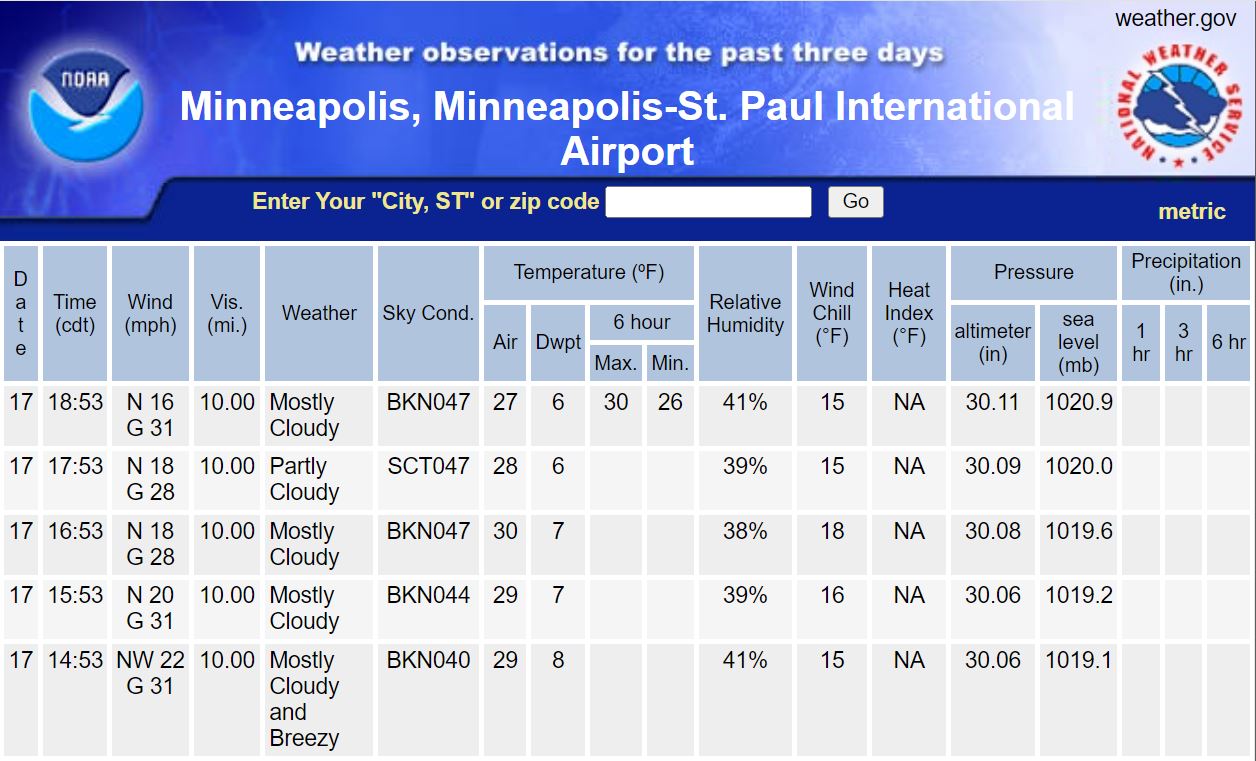 weather.gov
NOAA
NATIONAL WEATHER SERVICE
Weather observations for the past three days
Minneapolis, Minneapolis-St. Paul International
Airport
Enter Your "City, ST" or zip code Go
metric
Date Time (cdt) Wind (mph) Vis. (mi.) Weather Sky Cond. Temperature (ºF) Relative Humidity Wind Chill (°F) Heat Index (°F) Pressure Precipitation (in.)
Air Dwpt 6 hour altimeter (in) sea level (mb) 1 hr 3 hr 6 hr
Max. Min.
17 18:53 N 16 10.00 Mostly BKN047 27 6 30 26 41% 15 NA 30.11 1020.9
G 31 Cloudy
17 17:53 N 18 10.00 Partly SCT047 28 6 39% 15 NA 30.09 1020.0
G 28 Cloudy
17 16:53 N 18 10.00 Mostly BKN047 30 7 38% 18 NA 30.08 1019.6
G 28 Cloudy
17 15:53 N 20 10.00 Mostly BKN044 29 7 39% 16 NA 30.06 1019.2
G 31 Cloudy
17 14:53 NW 22 10.00 Mostly BKN040 29 8 41% 15 NA 30.06 1019.1
G 31 Cloudy
and
Breezy